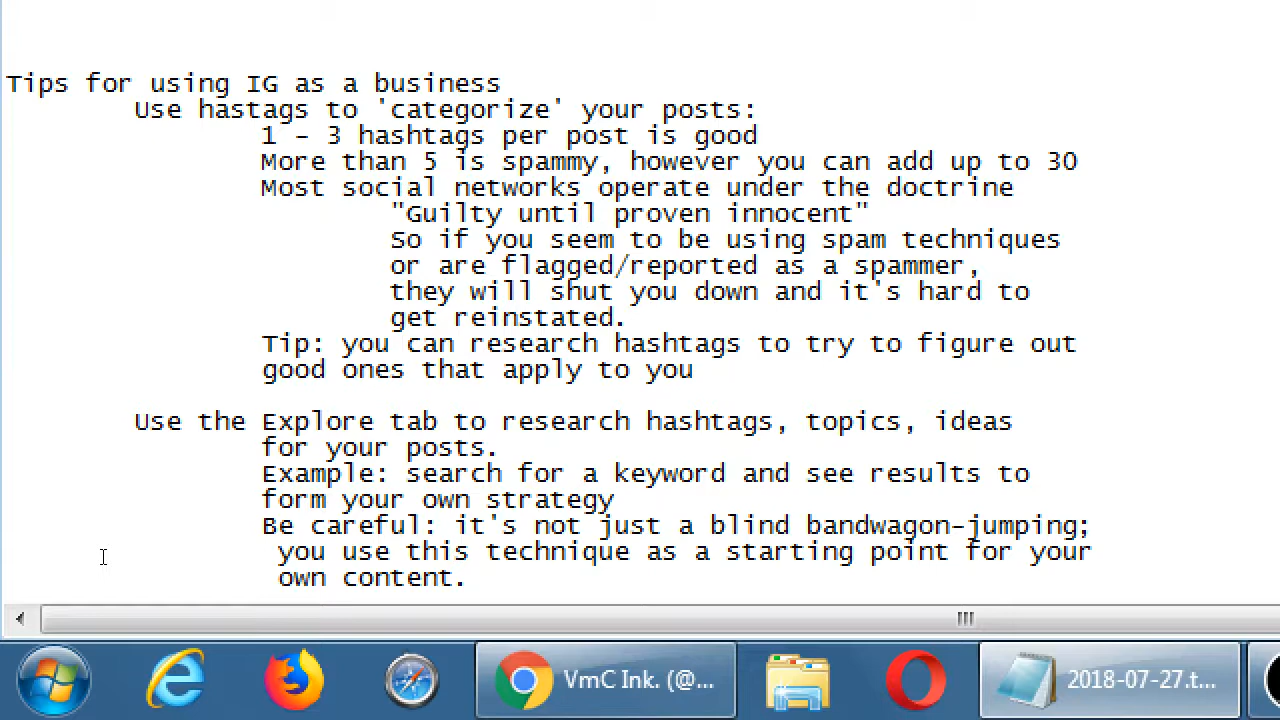 Tips for using IG as a business
Use hastags to 'categorize' your posts:
1 - 3 hashtags per post is good
More than 5 is spammy, however you can add up to 30
Most social networks operate under the doctrine
"Guilty until proven innocent"
So if you seem to be using spam techniques
or are flagged/reported as a spammer,
they will shut you down and it's hard to
get reinstated.
Tip: you can research hashtags to try to figure out
good ones that apply to you
Use the Explore tab to research hashtags, topics, ideas
for your posts.
Example: search for a keyword and see results to
form your own strategy
Be careful: it's not just a blind bandwagon-jumping;
you use this technique as a starting point for your
own content.
VmC Ink. (@...
2018-07-27.t...